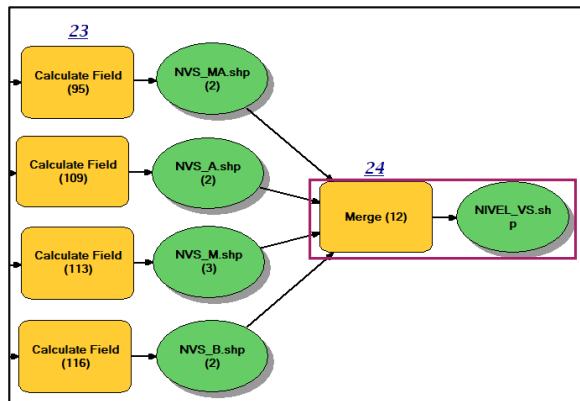 23
Calculate Field
(95)
NVS_MA.shp
(2)
Calculate Field
(109)
NVS_A.shp
(2)
24
Merge (12)
NIVEL_VS.sh
p
Calculate Field
(113)
NVS_M.shp
(3)
Calculate Field
(116)
NVS_B.shp
(2)